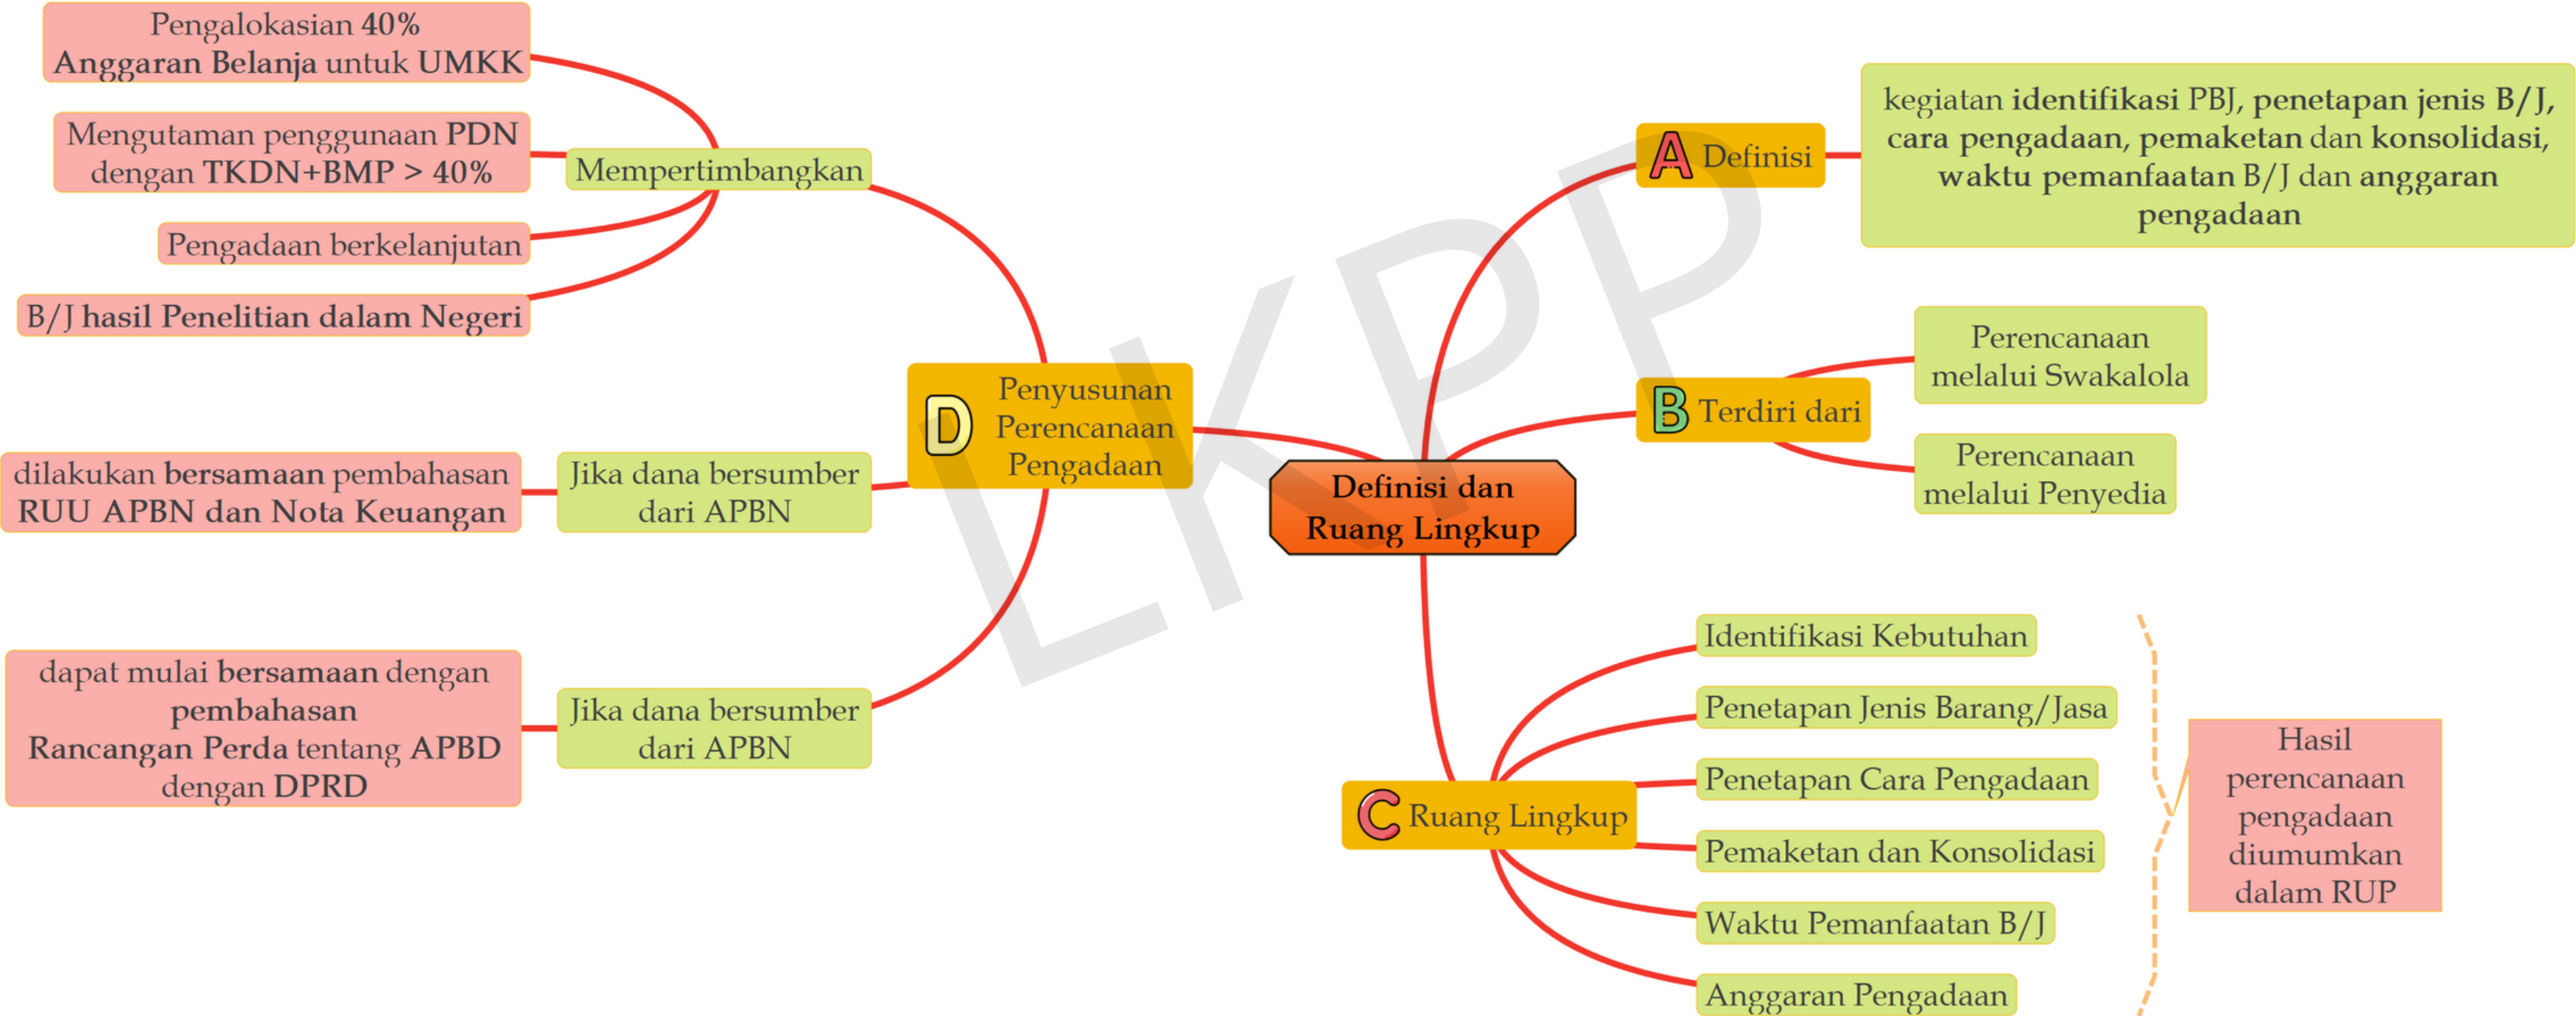 Definisi dan
Ruang Lingkup
A Definisi
kegiatan identifikasi PBJ, penetapan jenis B/J,
cara pengadaan, pemaketan dan konsolidasi,
waktu pemanfaatan B/J dan anggaran
pengadaan
B Terdiri dari
Perencanaan
melalui Swakalola
Perencanaan
melalui Penyedia
C Ruang Lingkup
Identifikasi Kebutuhan
Penetapan Jenis Barang/Jasa
Penetapan Cara Pengadaan
Pemaketan dan Konsolidasi
Waktu Pemanfaatan B/J
Anggaran Pengadaan
Hasil
perencanaan
pengadaan
diumumkan
dalam RUP
D Penyusunan
Perencanaan
Pengadaan
Mempertimbangkan
Pengalokasian 40%
Anggaran Belanja untuk UMKK
Mengutaman penggunaan PDN
dengan TKDN+BMP > 40%
Pengadaan berkelanjutan
B/J hasil Penelitian dalam Negeri
Jika dana bersumber
dari APBN
dilakukan bersamaan pembahasan
RUU APBN dan Nota Keuangan
Jika dana bersumber
dari APBN
dapat mulai bersamaan dengan
pembahasan
Rancangan Perda tentang APBD
dengan DPRD
LKPP